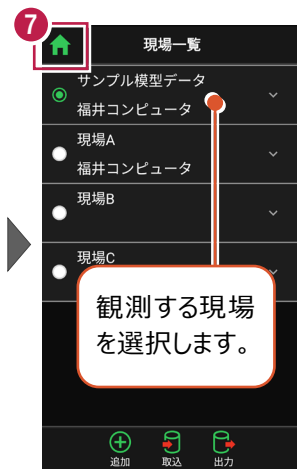 7
現場一覧
サンプル模型データ
福井コンピュータ
現場A
福井コンピュータ
現場B
現場C
観測する現場
を選択します。
追加
取込
出力